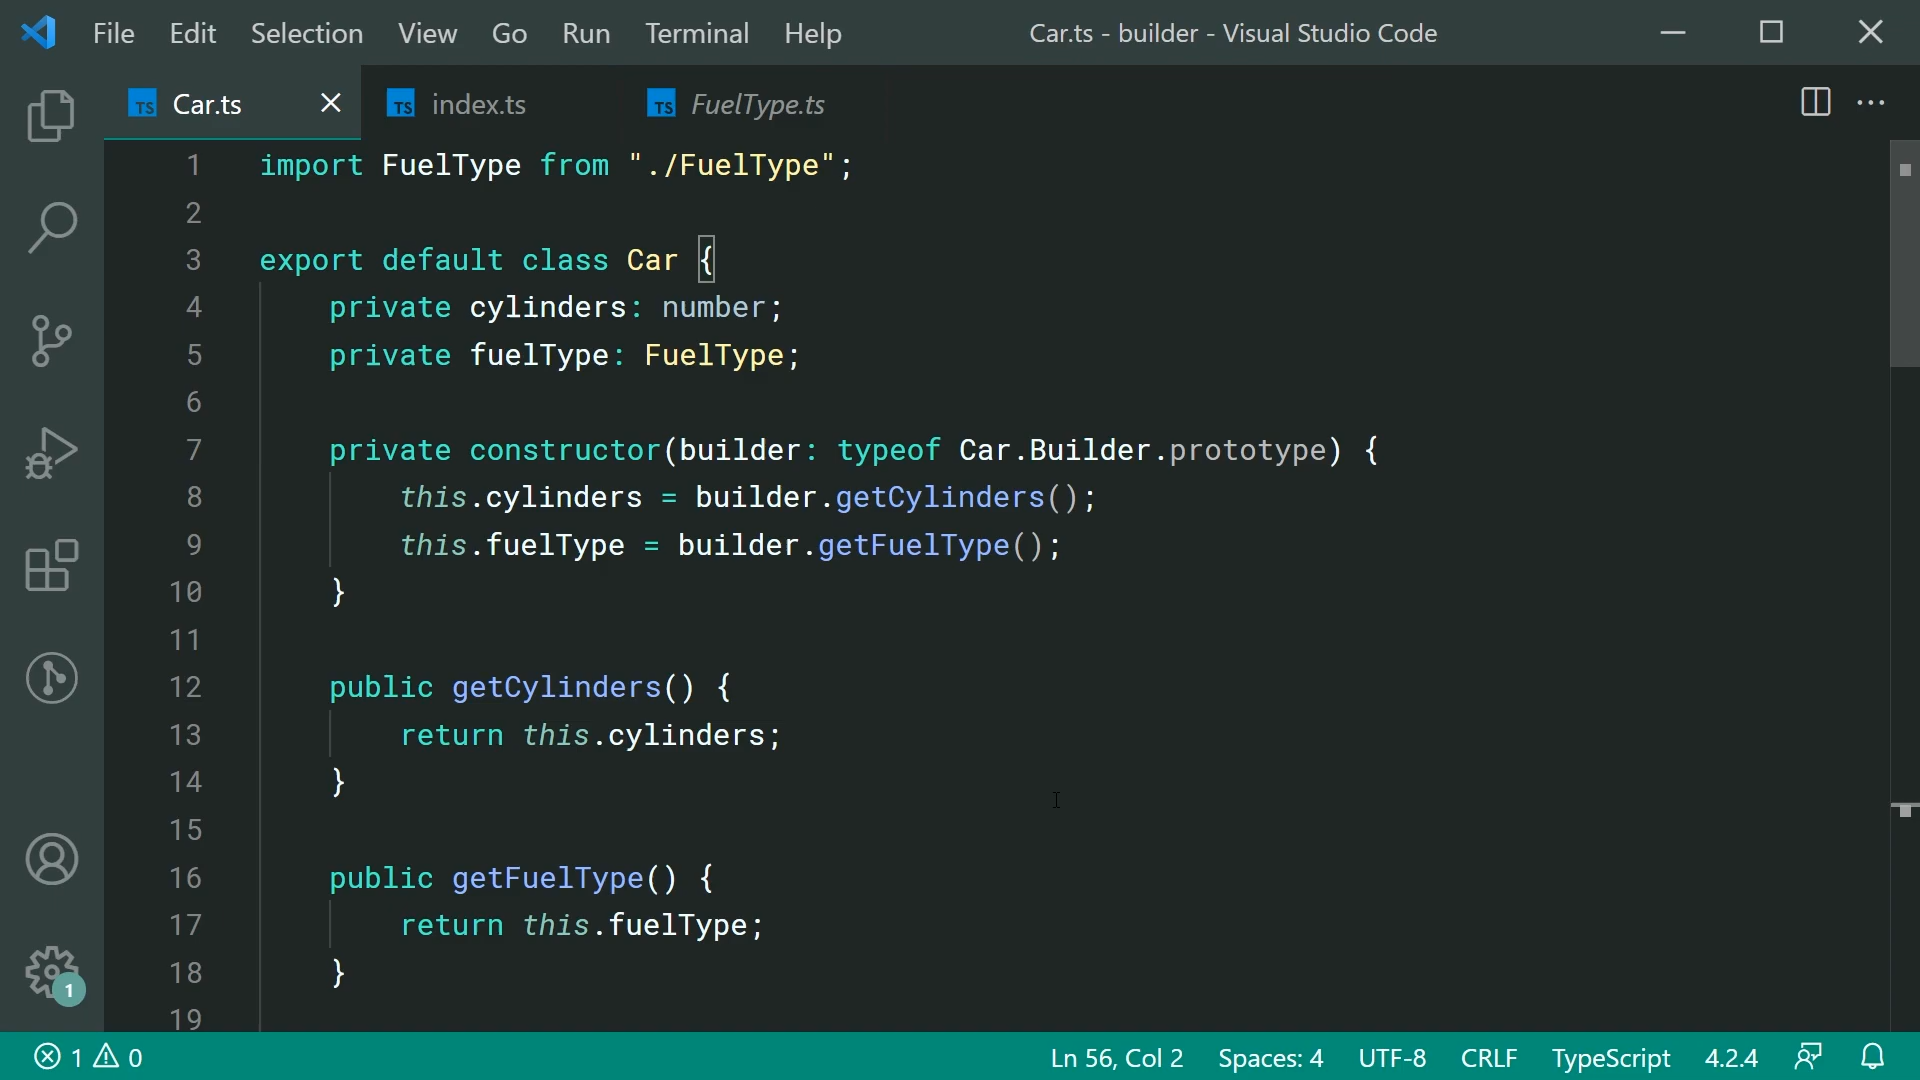 File Edit Selection View Go Run Terminal Help Car.ts - builder - Visual Studio Code
TS Car.ts TS index.ts TS FuelType.ts
1 import FuelType from "./FuelType";
2
3 export default class Car {
4 private cylinders: number;
5 private fuelType: FuelType;
6
7 private constructor(builder: typeof Car.Builder.prototype) {
8 this.cylinders = builder.getCylinders();
9 this.fuelType = builder.getFuelType();
10 }
11
12 public getCylinders() {
13 return this.cylinders;
14 }
15
16 public getFuelType() {
17 return this.fuelType;
18 }
19
1
1 0 Ln 56, Col 2 Spaces: 4 UTF-8 CRLF TypeScript 4.2.4